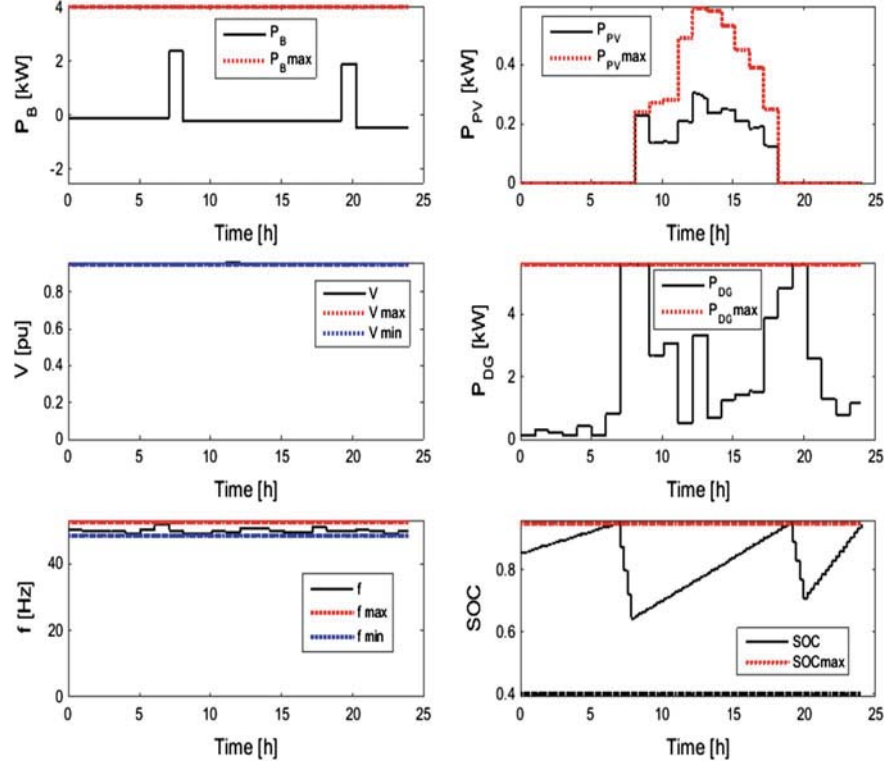 4
2
0
-2
P_B [kW]
P_B
P_B max
0 5 10 15 20 25
Time [h]
0.4
0.2
0
P_PV [kW]
P_PV
P_PV max
0 5 10 15 20 25
Time [h]
0.8
0.6
0.4
0.2
0
V [pu]
V
V max
V min
0 5 10 15 20 25
Time [h]
4
2
0
P_DG [kW]
P_DG
P_DG max
0 5 10 15 20 25
Time [h]
40
20
0
f [Hz]
f
f max
f min
0 5 10 15 20 25
Time [h]
0.8
0.6
0.4
SOC
SOC
SOCmax
0 5 10 15 20 25
Time [h]